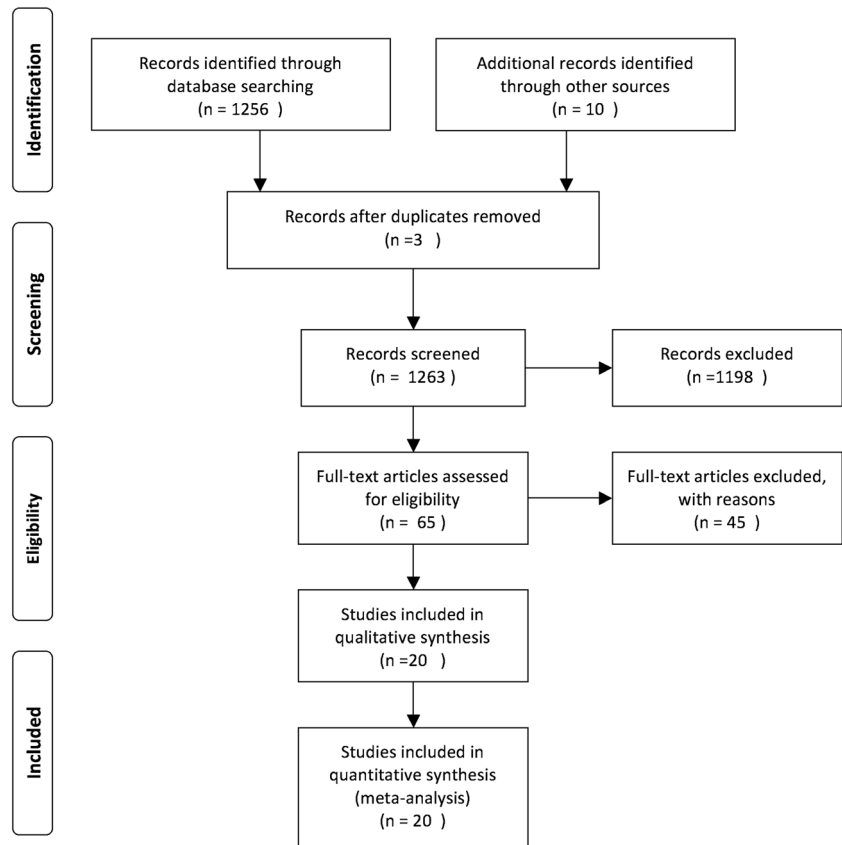 Identification
Records identified through
database searching
(n = 1256  )
Additional records identified
through other sources
(n = 10  )
Records after duplicates removed
(n =3  )
Screening
Records screened
(n =  1263 )
Records excluded
(n =1198  )
Eligibility
Full-text articles assessed
for eligibility
(n =  65 )
Full-text articles excluded,
with reasons
(n = 45  )
Studies included in
qualitative synthesis
(n =20  )
Included
Studies included in
quantitative synthesis
(meta-analysis)
(n = 20  )